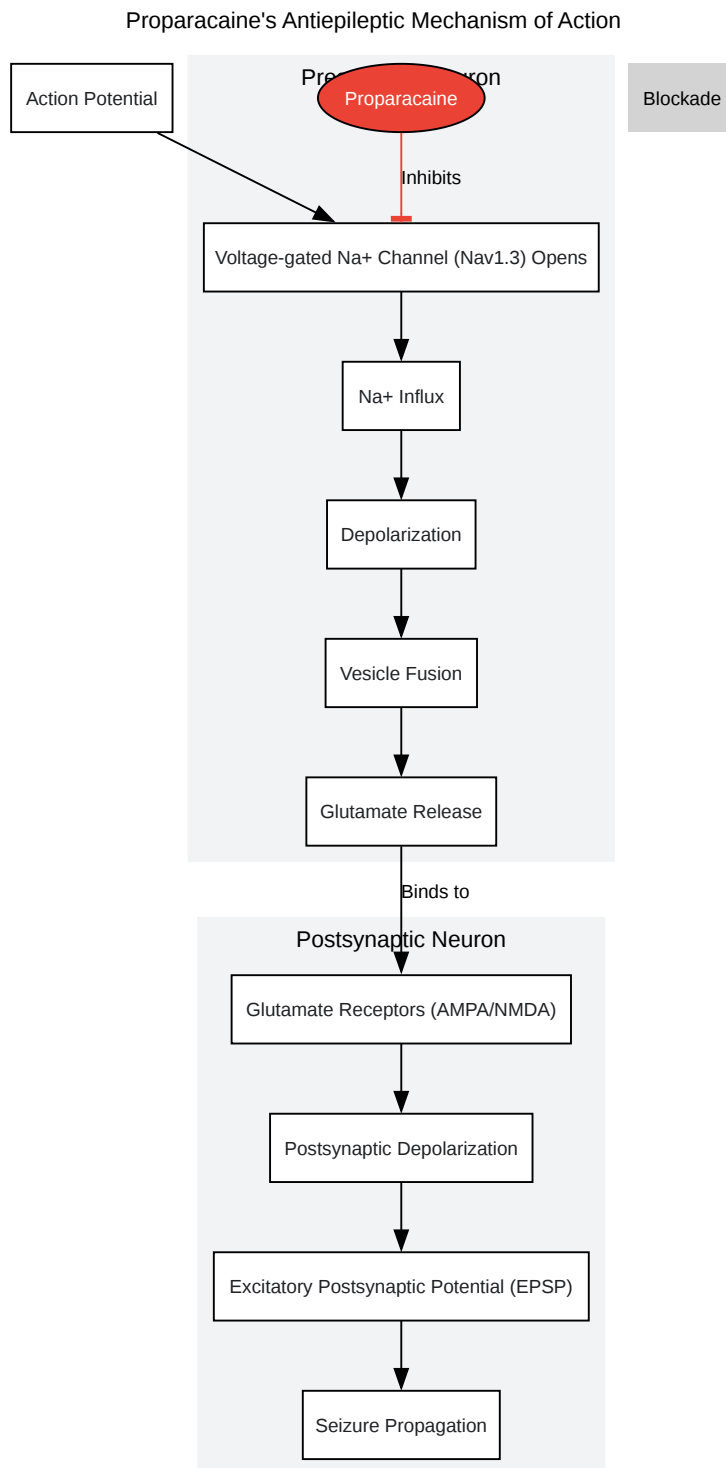 Proparacaine's Antiepileptic Mechanism of Action
Action Potential
Proparacaine
Blockade
Inhibits
Voltage-gated Na+ Channel (Nav1.3) Opens
Na+ Influx
Depolarization
Vesicle Fusion
Glutamate Release
Binds to
Postsynaptic Neuron
Glutamate Receptors (AMPA/NMDA)
Postsynaptic Depolarization
Excitatory Postsynaptic Potential (EPSP)
Seizure Propagation